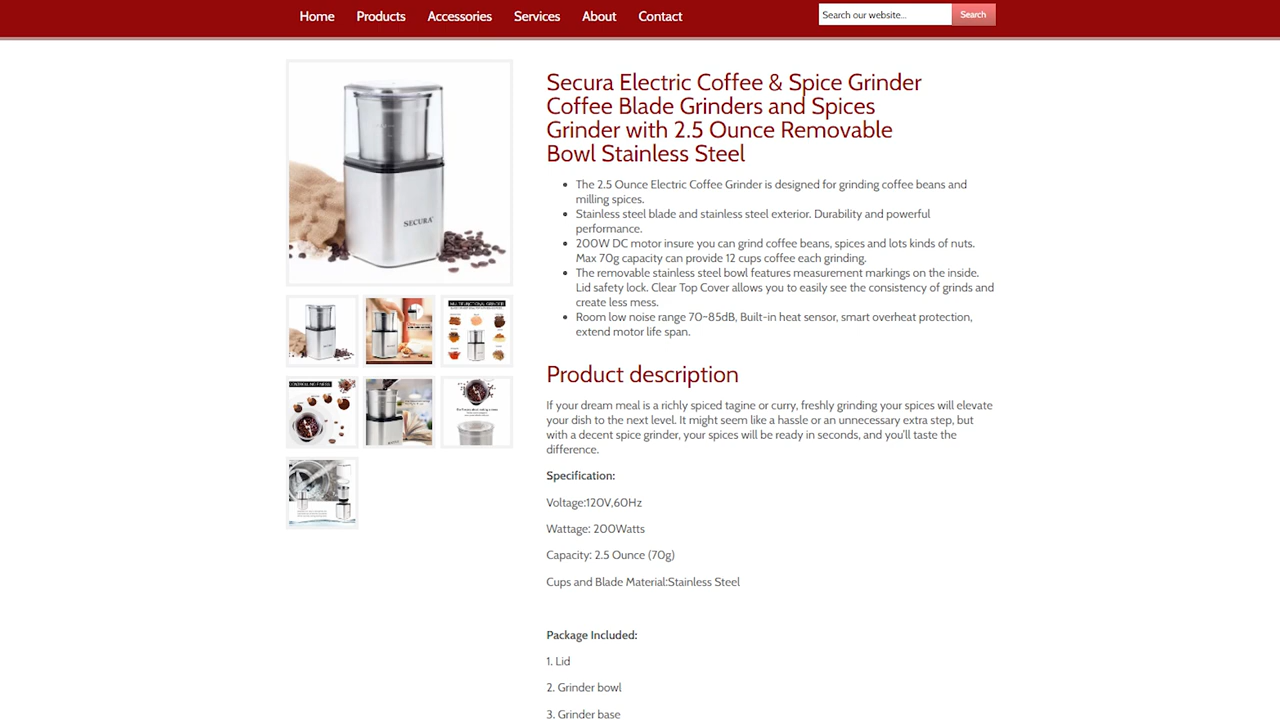 Home Products Accessories Services About Contact
Search our website... Search
Secura Electric Coffee & Spice Grinder
Coffee Blade Grinders and Spices
Grinder with 2.5 Ounce Removable
Bowl Stainless Steel
SECURA
The 2.5 Ounce Electric Coffee Grinder is designed for grinding coffee beans and
milling spices.
Stainless steel blade and stainless steel exterior. Durability and powerful
performance.
200W DC motor insure you can grind coffee beans, spices and lots kinds of nuts.
Max 70g capacity can provide 12 cups coffee each grinding.
The removable stainless steel bowl features measurement markings on the inside.
Lid safety lock. Clear Top Cover allows you to easily see the consistency of grinds and
create less mess.
Room low noise range 70~85dB, Built-in heat sensor, smart overheat protection,
extend motor life span.
MULTIFUNCTIONAL GRINDER
Product description
If your dream meal is a richly spiced tagine or curry, freshly grinding your spices will elevate
your dish to the next level. It might seem like a hassle or an unnecessary extra step, but
with a decent spice grinder, your spices will be ready in seconds, and you'll taste the
difference.
Specification:
Voltage:120V,60Hz
Wattage: 200Watts
Capacity: 2.5 Ounce (70g)
Cups and Blade Material:Stainless Steel
Package Included:
1. Lid
2. Grinder bowl
3. Grinder base